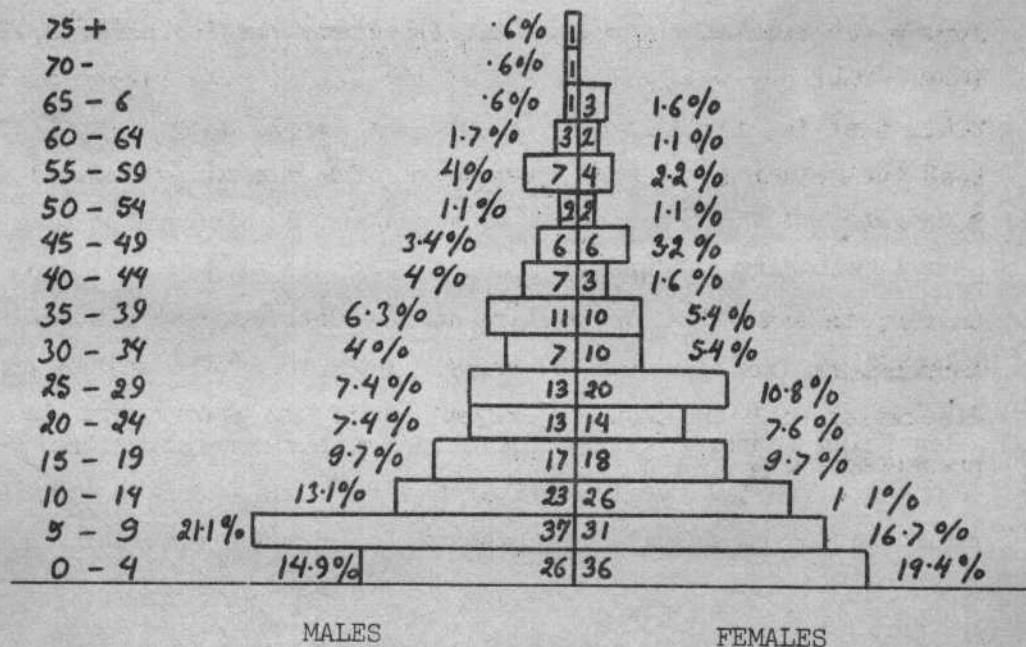 75 + .6% 1
70 - .6% 1
65 - 6 .6% 1 3 1.6%
60 - 64 1.7% 3 2 1.1%
55 - 59 4% 7 4 2.2%
50 - 54 1.1% 2 2 1.1%
45 - 49 3.4% 6 6 3.2%
40 - 44 4% 7 3 1.6%
35 - 39 6.3% 11 10 5.4%
30 - 34 4% 7 10 5.4%
25 - 29 7.4% 13 20 10.8%
20 - 24 7.4% 13 14 7.6%
15 - 19 9.7% 17 18 9.7%
10 - 14 13.1% 23 26 1 1%
5 - 9 21.1% 37 31 16.7%
0 - 4 14.9% 26 36 19.4%
MALES FEMALES